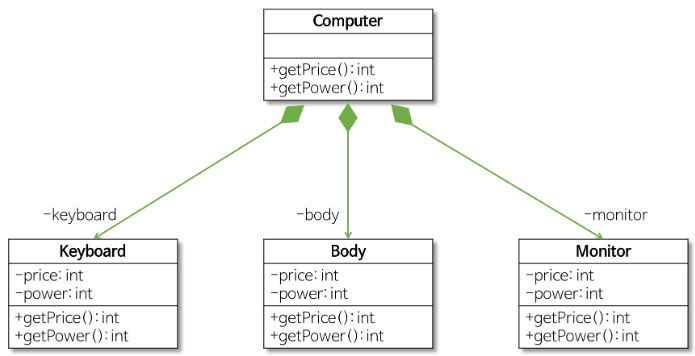 Computer
+getPrice():int
+getPower():int
-keyboard
-body
-monitor
Keyboard
-price: int
-power: int
+getPrice():int
+getPower():int
Body
-price: int
-power: int
+getPrice():int
+getPower():int
Monitor
-price: int
-power: int
+getPrice():int
+getPower():int